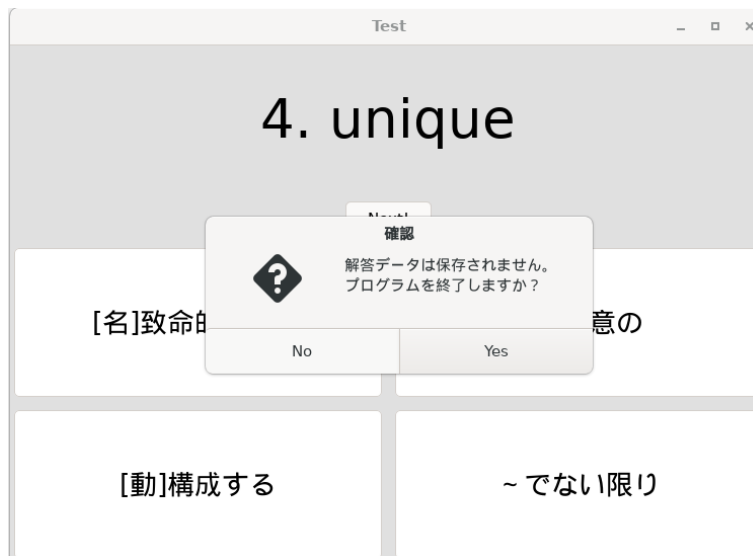 Test
4. unique
確認
解答データは保存されません。
プログラムを終了しますか？
No
Yes
[名]致命
意の
[動]構成する
~ でない限り